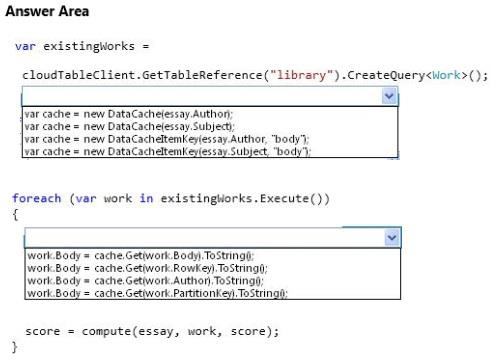 Answer Area
var existingWorks =
cloudTableClient.GetTableReference("library").CreateQuery<Work>();
var cache = new DataCache(essay.Author);
var cache = new DataCache(essay.Subject);
var cache = new DataCacheItemKey(essay.Author, "body");
var cache = new DataCacheItemKey(essay.Subject, "body");
foreach (var work in existingWorks.Execute())
{
work.Body = cache.Get(work.Body).ToString();
work.Body = cache.Get(work.RowKey).ToString();
work.Body = cache.Get(work.Author).ToString();
work.Body = cache.Get(work.PartitionKey).ToString();
score = compute(essay, work, score);
}